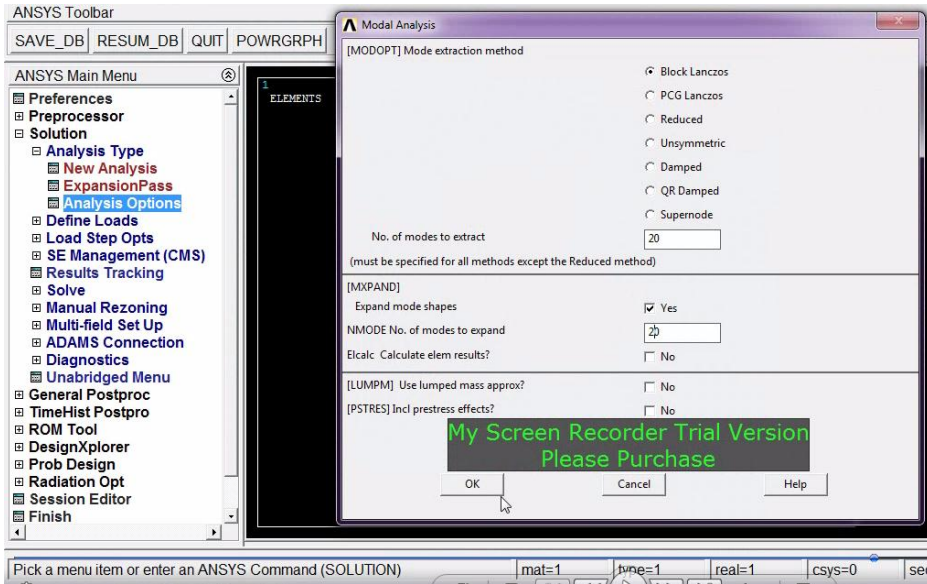 ANSYS Toolbar
SAVE_DB RESUM_DB QUIT POWRGRPH
ANSYS Main Menu
Preferences
Preprocessor
Solution
Analysis Type
New Analysis
ExpansionPass
Analysis Options
Define Loads
Load Step Opts
SE Management (CMS)
Results Tracking
Solve
Manual Rezoning
Multi-field Set Up
ADAMS Connection
Diagnostics
Unabridged Menu
General Postproc
TimeHist Postpro
ROM Tool
DesignXplorer
Prob Design
Radiation Opt
Session Editor
Finish
1
ELEMENTS
Modal Analysis
[MODOPT] Mode extraction method
Block Lanczos
PCG Lanczos
Reduced
Unsymmetric
Damped
QR Damped
Supernode
No. of modes to extract 20
(must be specified for all methods except the Reduced method)
[MXPAND]
Expand mode shapes Yes
NMODE No. of modes to expand 20
Elcalc Calculate elem results? No
[LUMPM] Use lumped mass approx? No
[PSTRES] Incl prestress effects? No
My Screen Recorder Trial Version
Please Purchase
OK Cancel Help
Pick a menu item or enter an ANSYS Command (SOLUTION) mat=1 type=1 real=1 csys=0